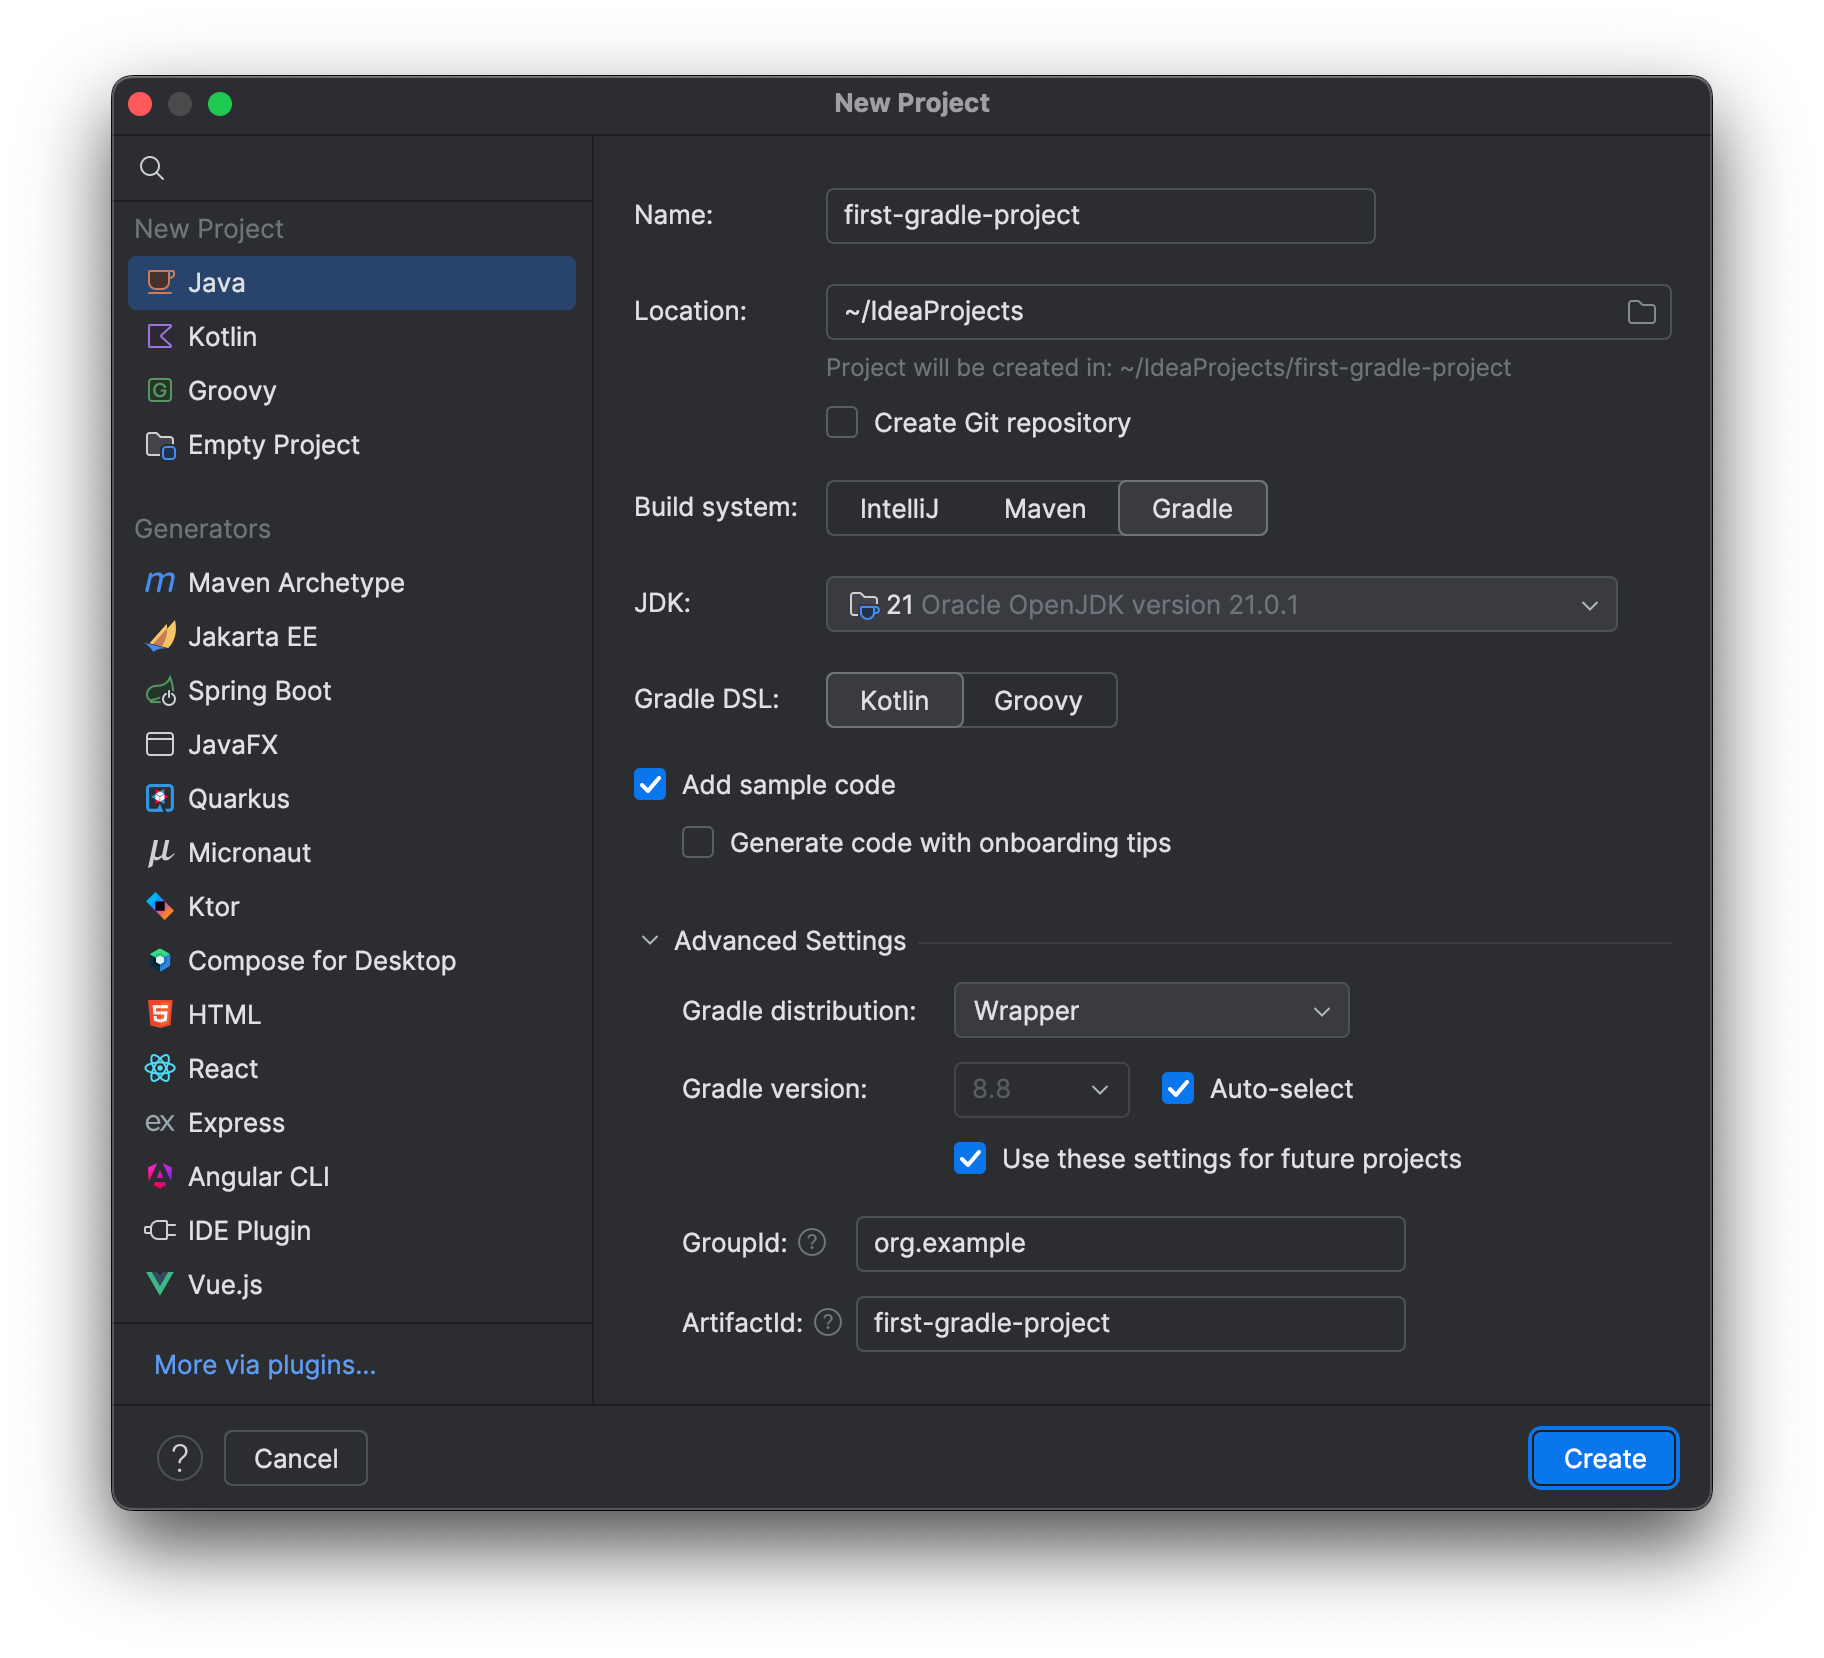 New Project
New Project
Java
Kotlin
Groovy
Empty Project
Generators
Maven Archetype
Jakarta EE
Spring Boot
JavaFX
Quarkus
Micronaut
Ktor
Compose for Desktop
HTML
React
ex Express
Angular CLI
IDE Plugin
Vue.js
More via plugins...
Name: first-gradle-project
Location: ~/IdeaProjects
Project will be created in: ~/IdeaProjects/first-gradle-project
Create Git repository
Build system: IntelliJ Maven Gradle
JDK: 21 Oracle OpenJDK version 21.0.1
Gradle DSL: Kotlin Groovy
Add sample code
Generate code with onboarding tips
Advanced Settings
Gradle distribution: Wrapper
Gradle version: 8.8 Auto-select
Use these settings for future projects
GroupId: ? org.example
ArtifactId: ? first-gradle-project
? Cancel Create